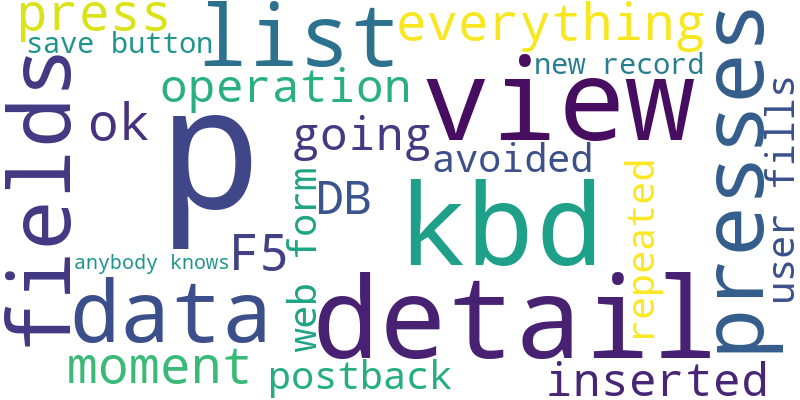 press
list
everything
save button
new record
presses
fields
operation
view
user fills
ok
p
going
avoided
web form
DB
kbd
repeated
F5
anybody knows
data
detail
moment
postback
inserted